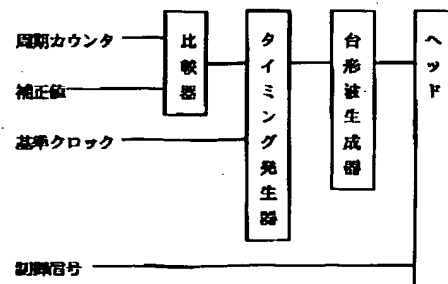 周期カウンタ
補正値
基準クロック
制御信号
比較器
タイミング発生器
台形波生成器
ヘッド